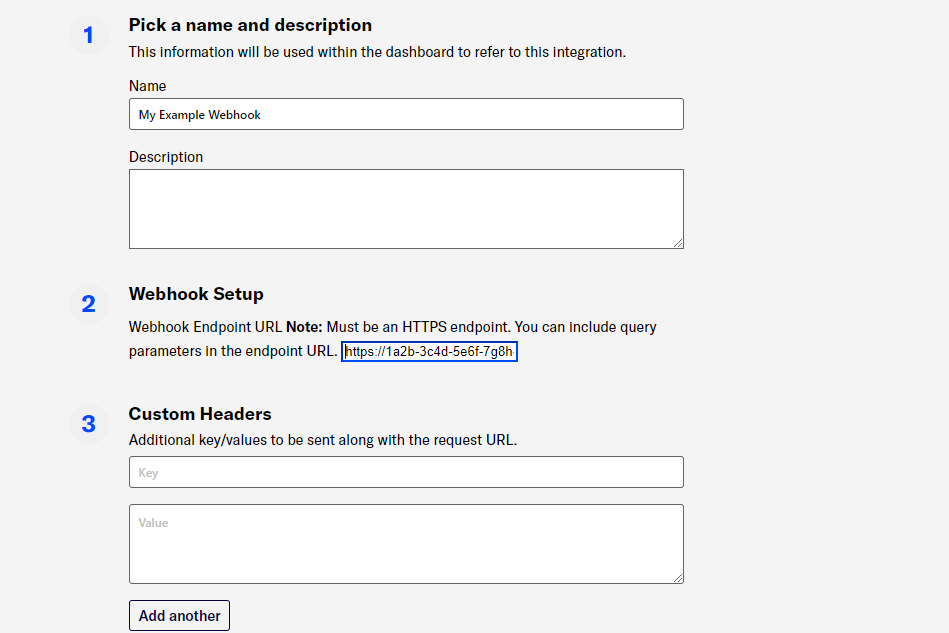 1
Pick a name and description
This information will be used within the dashboard to refer to this integration.
Name
My Example Webhook
Description
2
Webhook Setup
Webhook Endpoint URL Note: Must be an HTTPS endpoint. You can include query
parameters in the endpoint URL. https://1a2b-3c4d-5e6f-7g8h-
3
Custom Headers
Additional key/values to be sent along with the request URL.
Key
Value
Add another